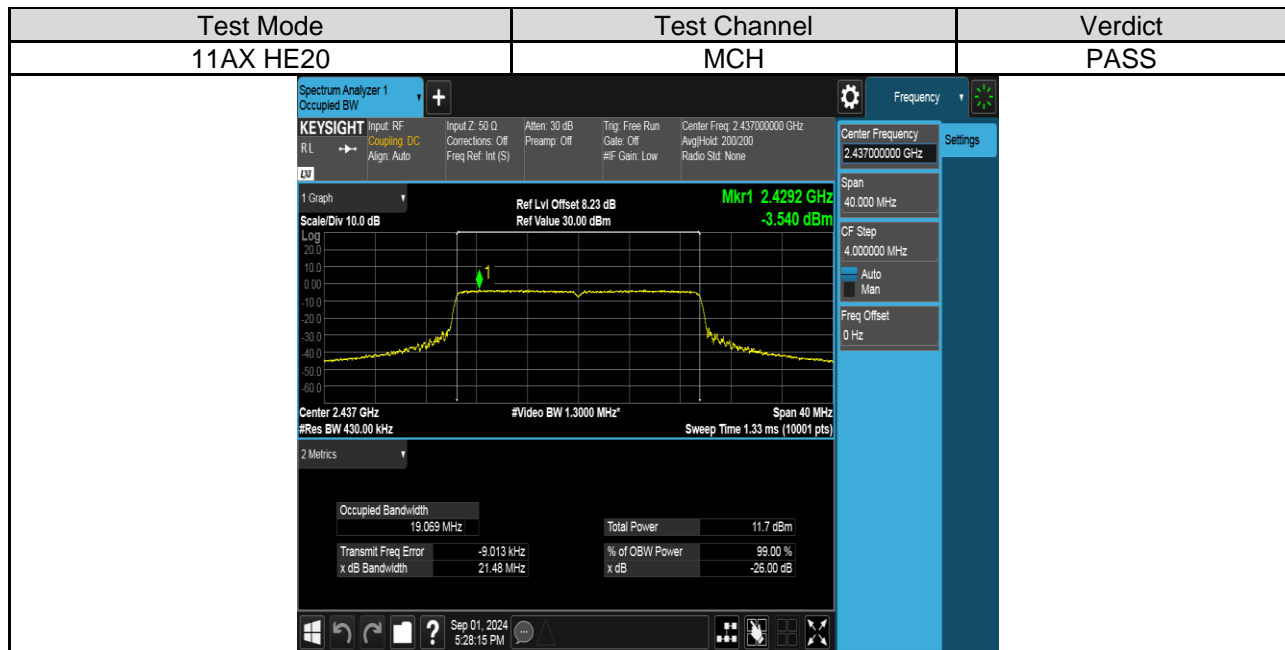 Test Mode Test Channel Verdict
11AX HE20 MCH PASS
Spectrum Analyzer 1
Occupied BW
+
Frequency
KEYSIGHT Input: RF Input Z: 50 Ω Atten: 30 dB Trig: Free Run Center Freq: 2.437000000 GHz
RL Coupling: DC Corrections: Off Preamp: Off Gate: Off Avg|Hold: 200/200
Align: Auto Freq Ref: Int (S) #IF Gain: Low Radio Std: None
LXI
Center Frequency
2.437000000 GHz
Settings
Span
40.000 MHz
CF Step
4.000000 MHz
Auto
Man
Freq Offset
0 Hz
1 Graph
Ref Lvl Offset 8.23 dB
Mkr1 2.4292 GHz
Scale/Div 10.0 dB
Ref Value 30.00 dBm
-3.540 dBm
Log
20.0
10.0
0.00
-10.0
-20.0
-30.0
-40.0
-50.0
-60.0
1
Center 2.437 GHz #Video BW 1.3000 MHz* Span 40 MHz
#Res BW 430.00 kHz Sweep Time 1.33 ms (10001 pts)
2 Metrics
Occupied Bandwidth
19.069 MHz Total Power 11.7 dBm
Transmit Freq Error -9.013 kHz % of OBW Power 99.00 %
x dB Bandwidth 21.48 MHz x dB -26.00 dB
?
Sep 01, 2024
5:28:15 PM